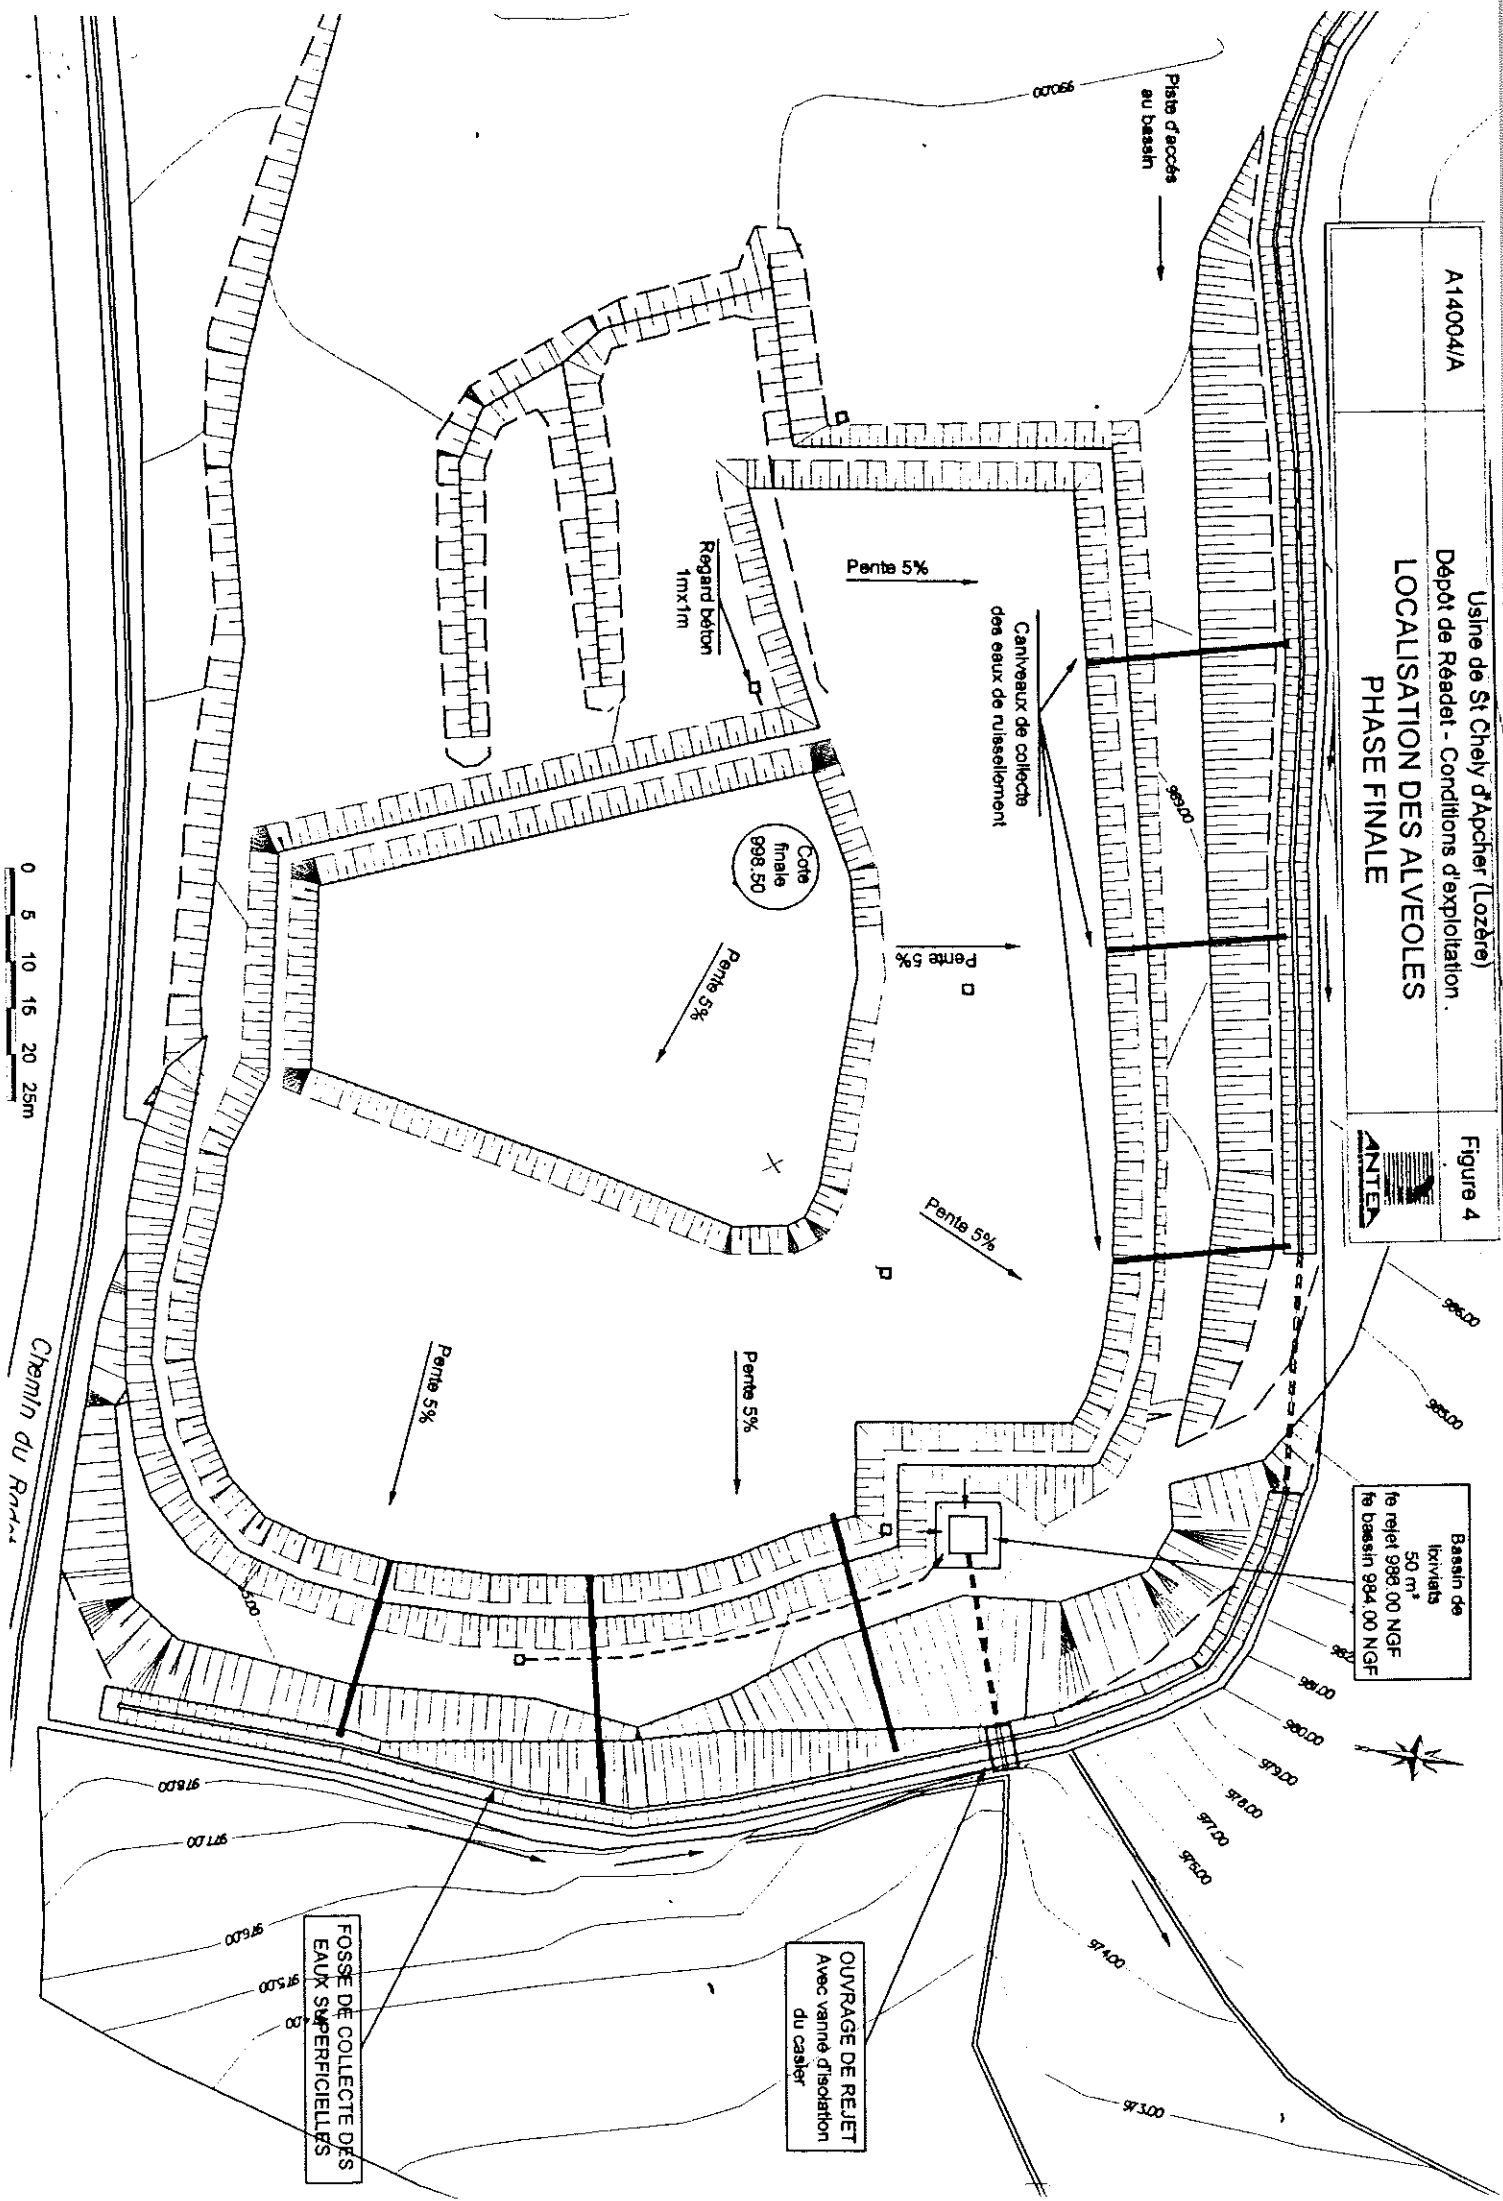 A14004/A
Usine de St Chely d'Apcher (Lozère)
Dépôt de Réadet - Conditions d'exploitation .
LOCALISATION DES ALVEOLES
PHASE FINALE
Figure 4
ANTEA
Piste d'accès
au bassin
990.00
Pente 5%
Caniveaux de collecte
des eaux de ruissellement
Regard béton
1mx1m
989.00
Cote
finale
998.50
Pente 5%
Pente 5%
Pente 5%
Pente 5%
Pente 5%
986.00
985.00
Bassin de
lixiviats
50 m³
fe rejet 986.00 NGF
fe bassin 984.00 NGF
981.00
980.00
979.00
978.00
977.00
975.00
974.00
973.00
OUVRAGE DE REJET
Avec vanne d'isolation
du casier
FOSSE DE COLLECTE DES
EAUX SUPERFICIELLES
978.00
977.00
976.00
975.00
5.00
0 5 10 15 20 25m
Chemin du